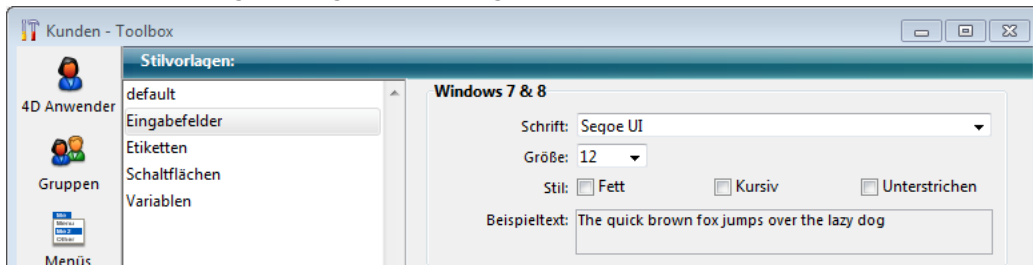 Kunden - Toolbox
Stilvorlagen:
4D Anwender
Gruppen
Menüs
default
Eingabefelder
Etiketten
Schaltflächen
Variablen
Windows 7 & 8
Schrift: Segoe UI
Größe: 12
Stil: Fett Kursiv Unterstrichen
Beispieltext: The quick brown fox jumps over the lazy dog